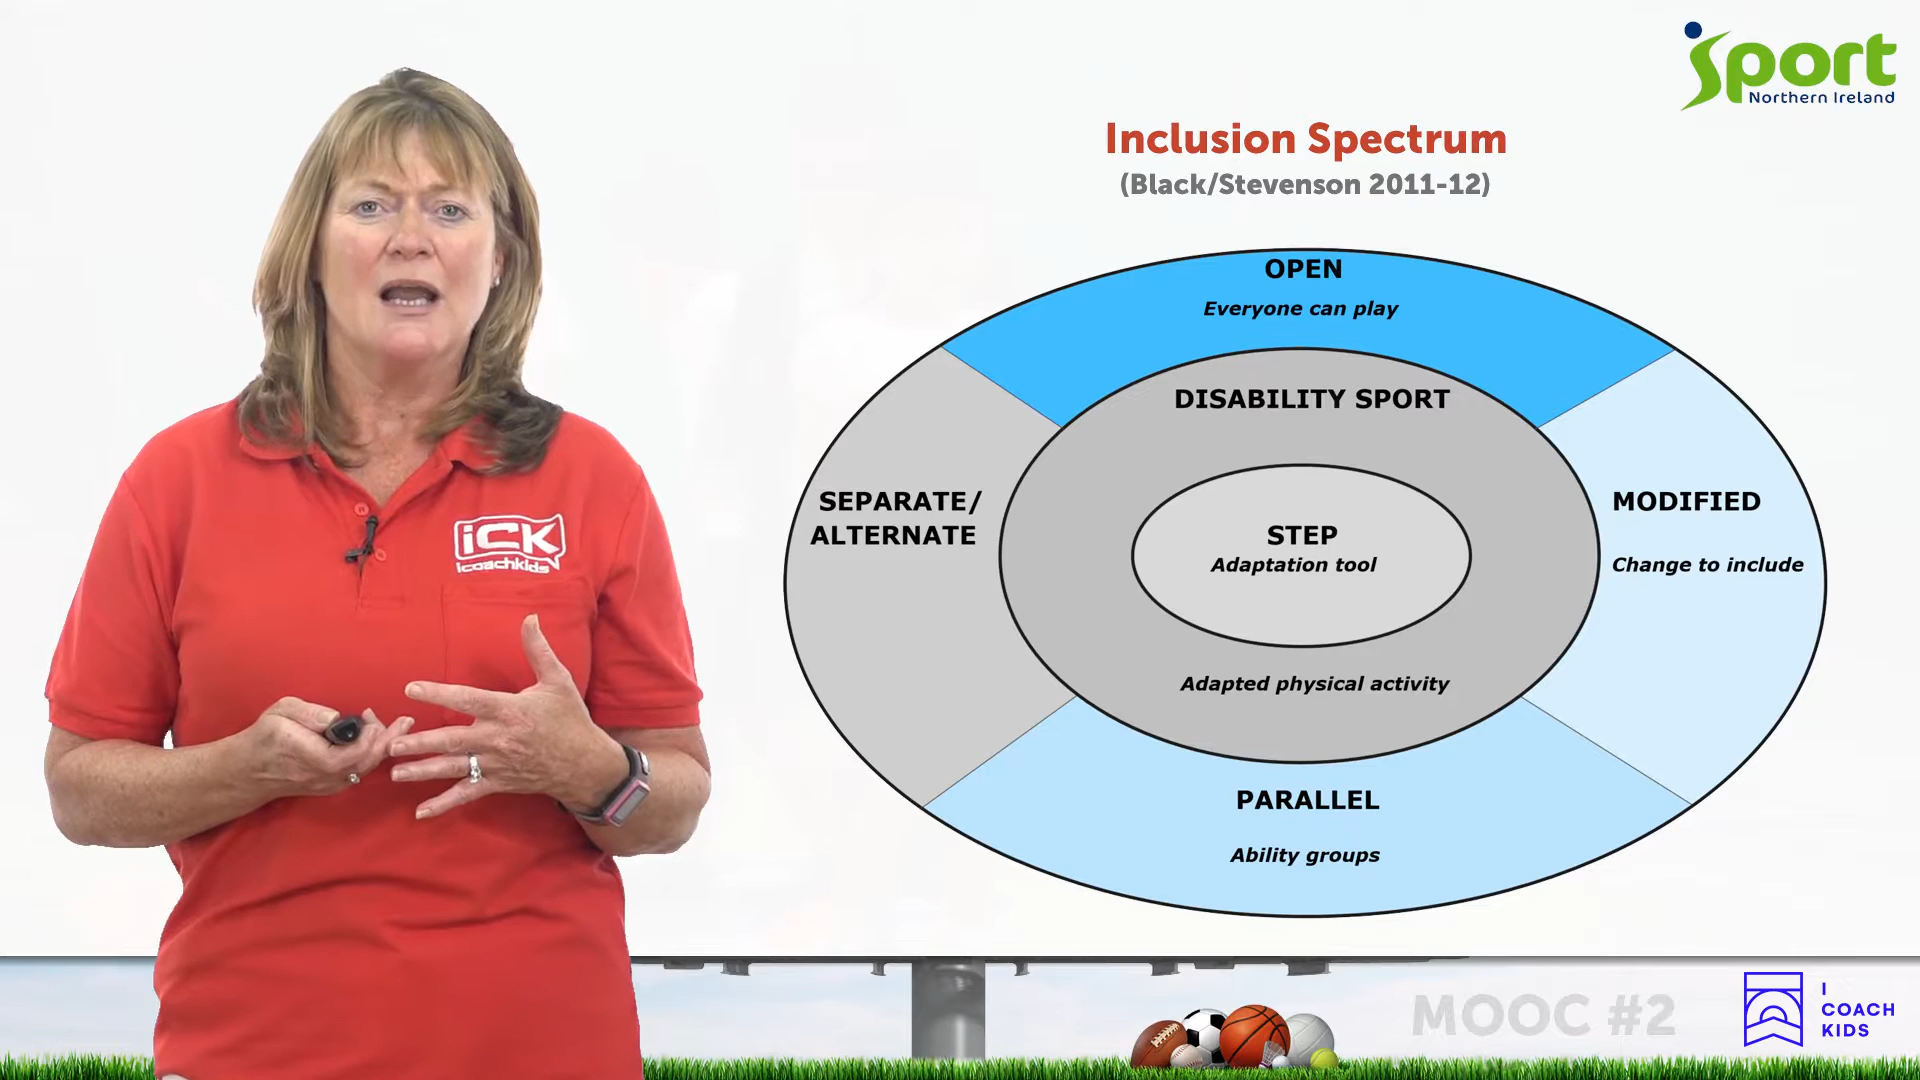 Sport
Northern Ireland
Inclusion Spectrum
(Black/Stevenson 2011-12)
OPEN
Everyone can play
DISABILITY SPORT
SEPARATE/
ALTERNATE
STEP
Adaptation tool
MODIFIED
Change to include
Adapted physical activity
PARALLEL
Ability groups
iCK
icoachkids
MOOC #2
I
COACH
KIDS